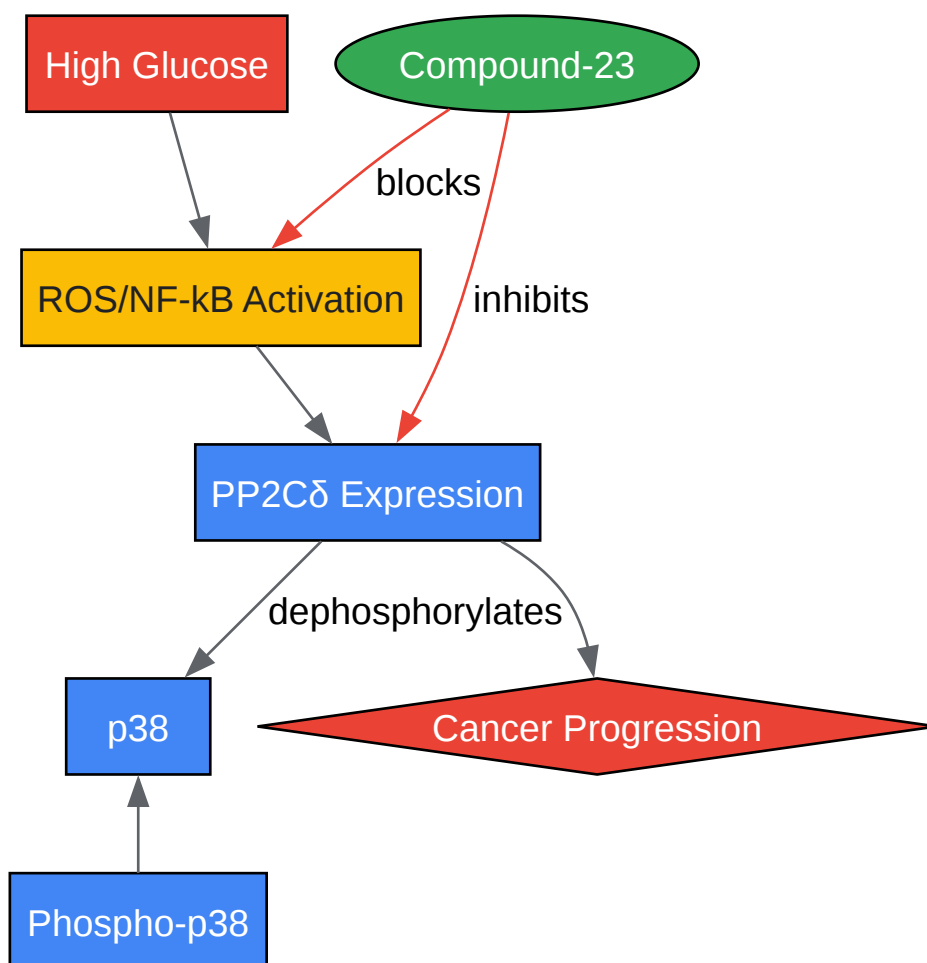 High Glucose
Compound-23
blocks
ROS/NF-kB Activation
inhibits
PP2Cδ Expression
dephosphorylates
p38
Cancer Progression
Phospho-p38